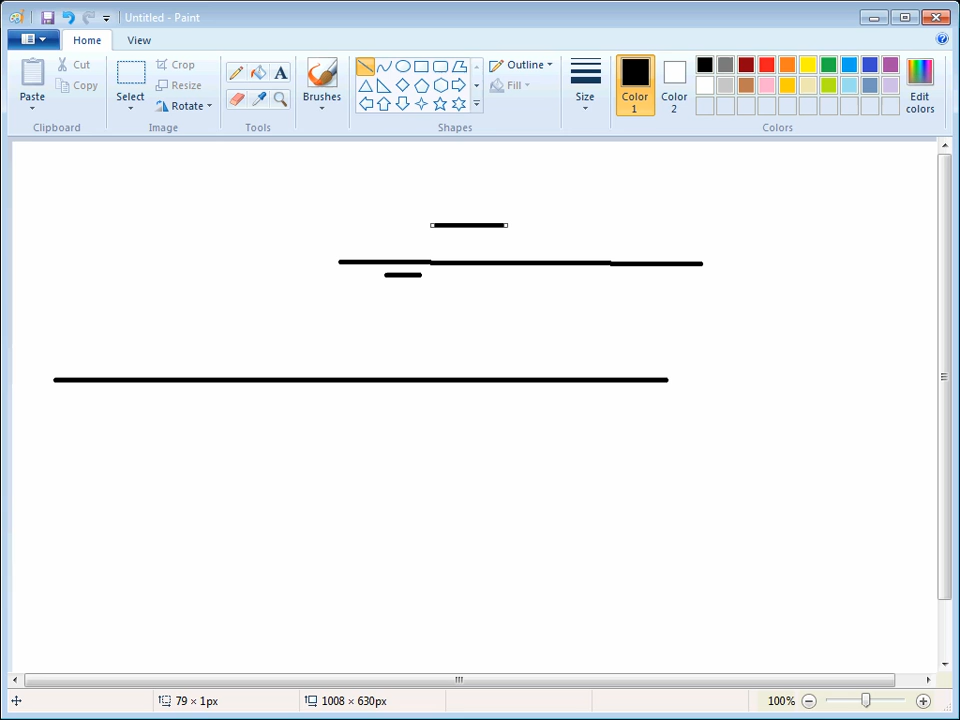 Untitled - Paint
Home View
Paste
Cut
Copy
Clipboard
Select
Crop
Resize
Rotate
Image
A
Tools
Brushes
Outline
Fill
Shapes
Size
Color 1
Color 2
Edit colors
Colors
79 × 1px
1008 × 630px
100%